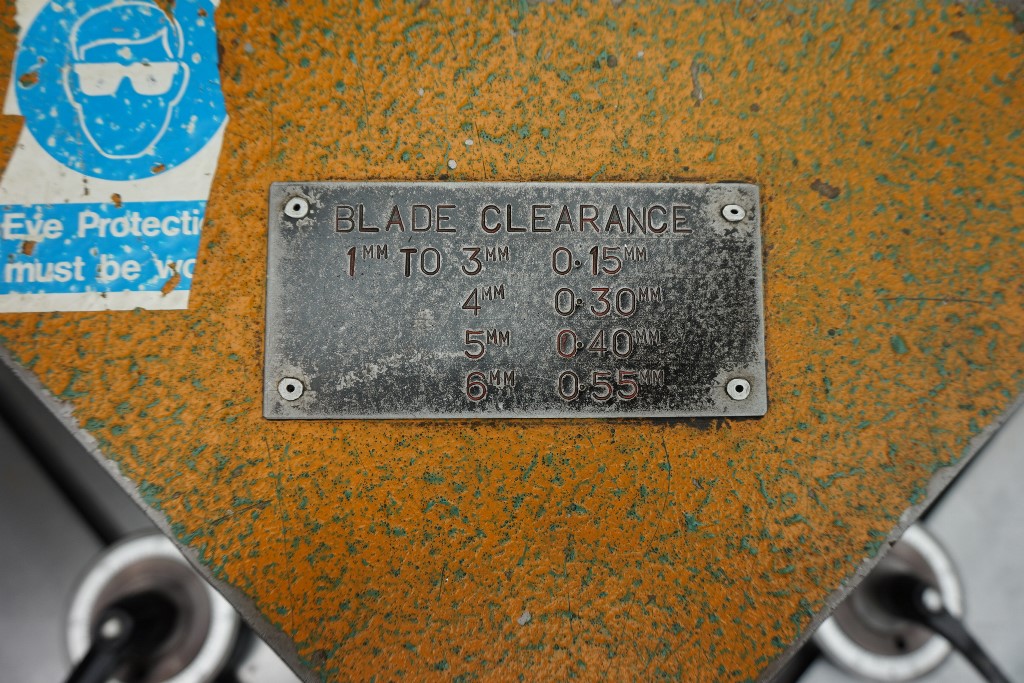 Eye Protecti
must be wo
BLADE CLEARANCE
1MM TO 3MM 0·15MM
4MM 0·30MM
5MM 0·40MM
6MM 0·55MM